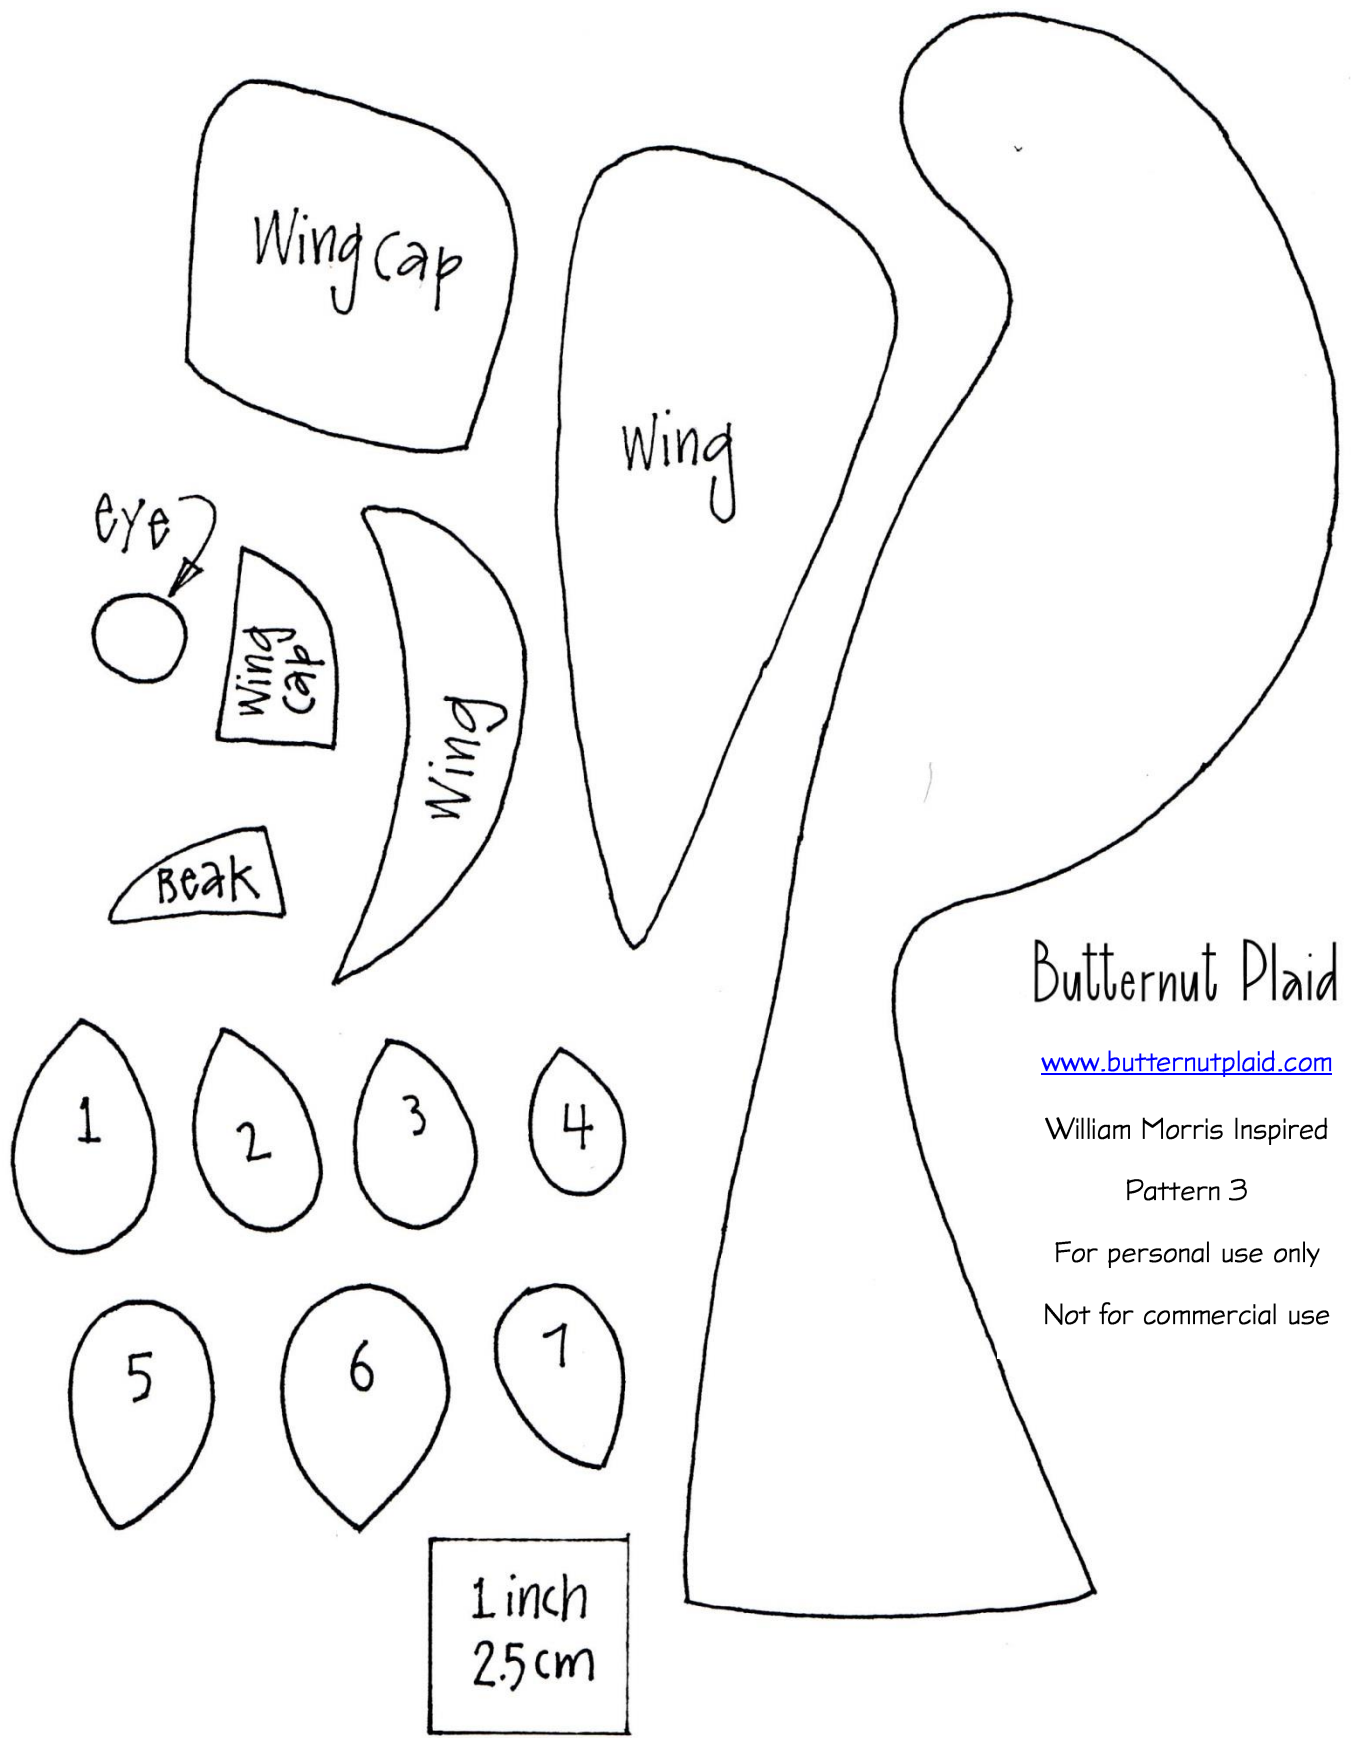 Wing cap
Wing
eye
Wing
cap
Wing
Beak
Butternut Plaid
www.butternutplaid.com
William Morris Inspired
Pattern 3
For personal use only
Not for commercial use
1
2
3
4
5
6
7
1 inch
2.5 cm